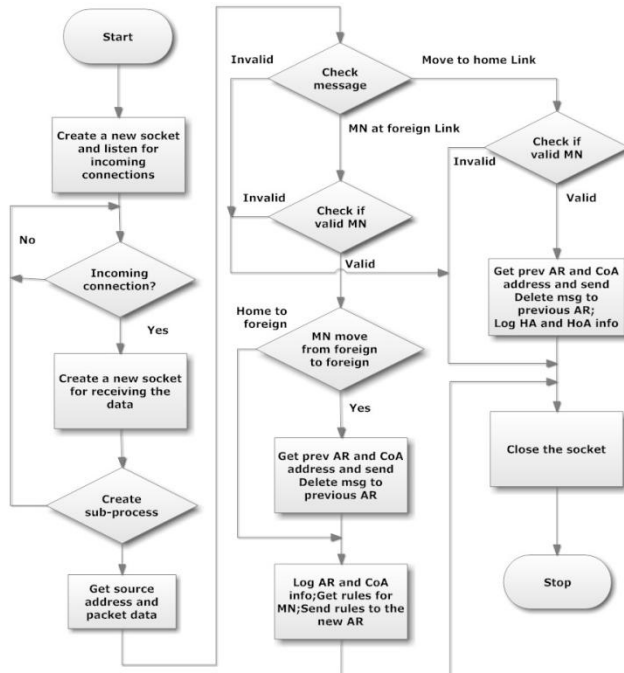 Start
Create a new socket
and listen for
incoming
connections
No
Incoming
connection?
Yes
Create a new socket
for receiving the
data
Create
sub-process
Get source
address and
packet data
Invalid
Check
message
Move to home Link
MN at foreign Link
Invalid
Check if
valid MN
Valid
Home to
foreign
MN move
from foreign
to foreign
Yes
Get prev AR and CoA
address and send
Delete msg to
previous AR
Log AR and CoA
info;Get rules for
MN;Send rules to the
new AR
Check if
valid MN
Invalid
Valid
Get prev AR and CoA
address and send
Delete msg to
previous AR;
Log HA and HoA info
Close the socket
Stop